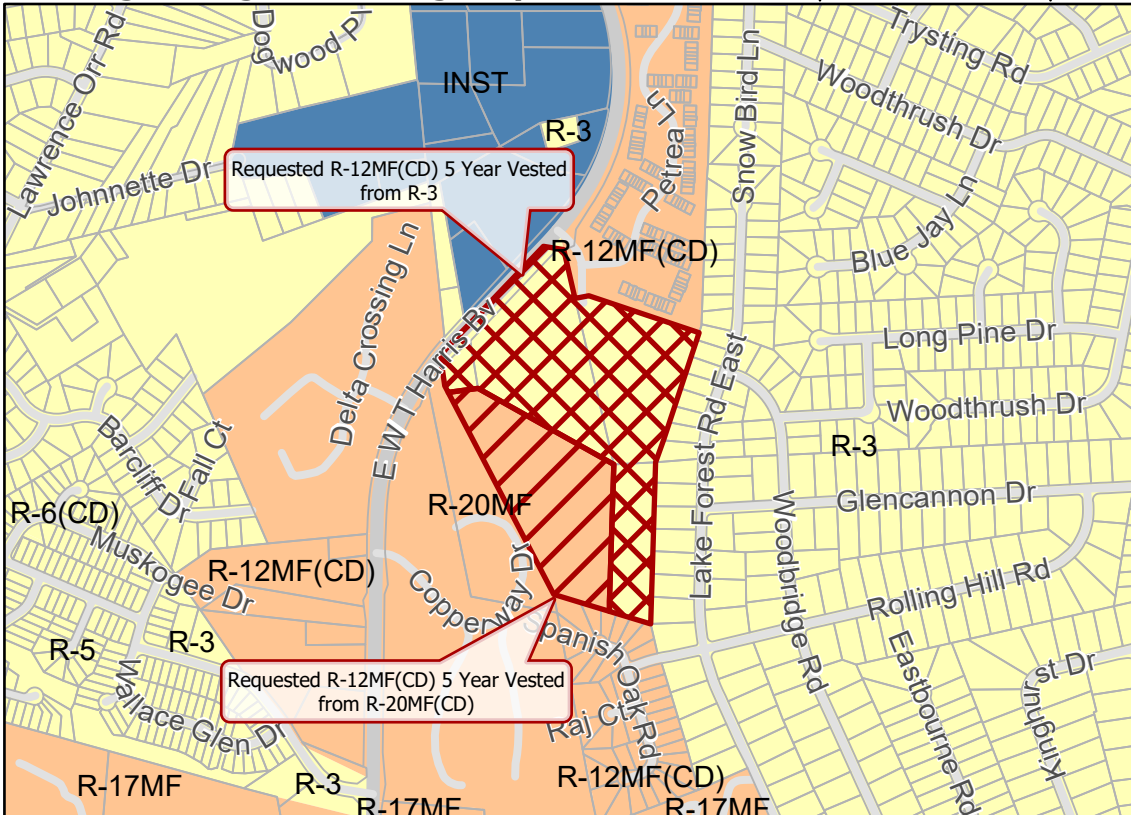 Lawrence Orr Rd
Dog
wood Pl
INST
Trysting Rd
Woodthrush Dr
Snow Bird Ln
R-3
Petrea Ln
Requested R-12MF(CD) 5 Year Vested
from R-3
Johnnette Dr
Blue Jay Ln
R-12MF(CD)
Delta Crossing Ln
E W T Harris Bv
Long Pine Dr
Lake Forest Rd East
Woodthrush Dr
Barcliff Dr
Fall Ct
R-3
R-20MF
Glencannon Dr
R-6(CD)
Muskogee Dr
R-12MF(CD)
Copperway Dr
Woodbridge Rd
Rolling Hill Rd
Spanish Oak Rd
R-5
R-3
Wallace Glen Dr
Requested R-12MF(CD) 5 Year Vested
from R-20MF(CD)
Raj Ct
Eastbourne Rd
st Dr
Kinghurst
R-17MF
R-3
R-12MF(CD)
R-17MF
R-17MF